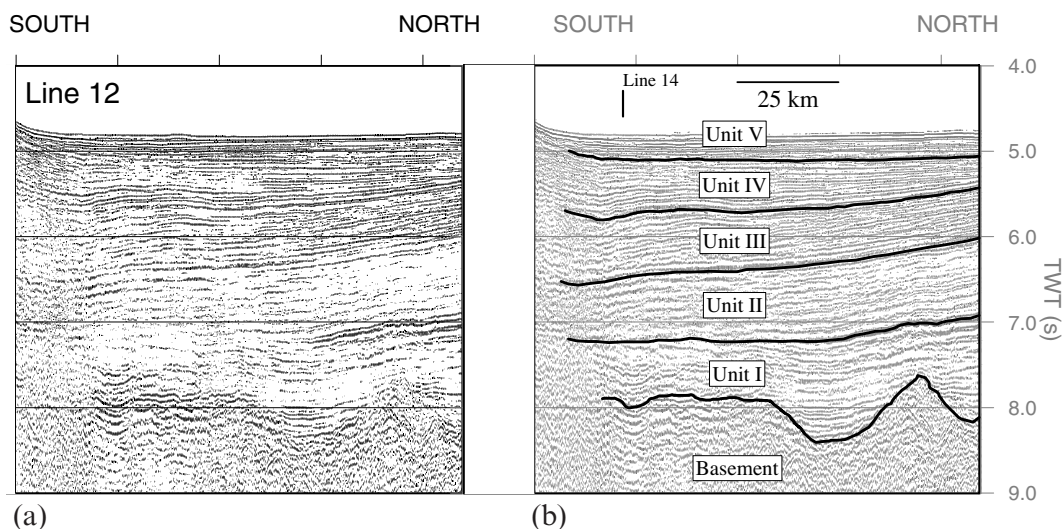 SOUTH NORTH SOUTH NORTH
Line 12
Line 14
25 km
4.0
Unit V
5.0
Unit IV
Unit III
6.0
Unit II
7.0
Unit I
8.0
Basement
9.0
TWT (s)
(a) (b)